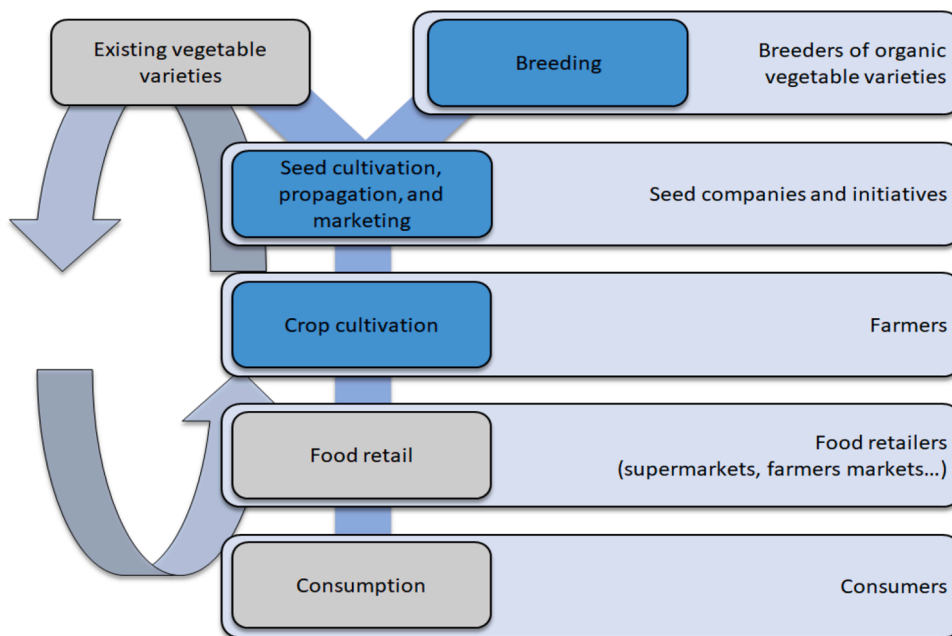 Existing vegetable
varieties
Breeding
Breeders of organic
vegetable varieties
Seed cultivation,
propagation, and
marketing
Seed companies and initiatives
Crop cultivation
Farmers
Food retail
Food retailers
(supermarkets, farmers markets...)
Consumption
Consumers